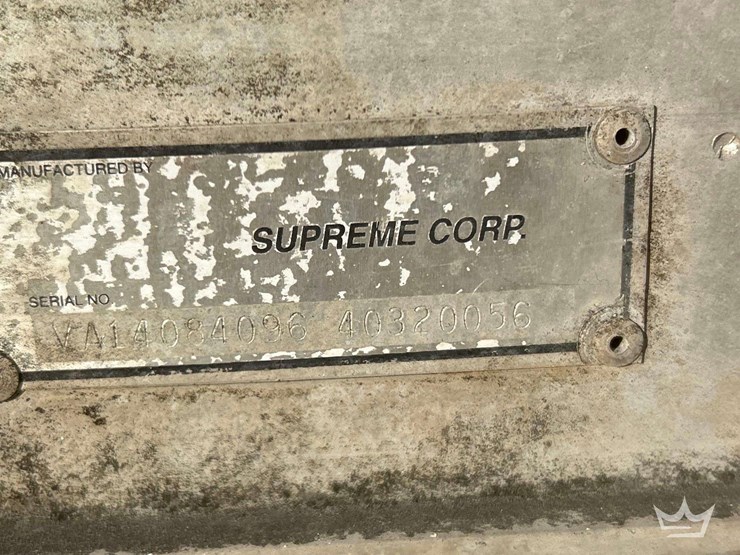 MANUFACTURED BY
SUPREME CORP.
SERIAL NO
VA14084096 40320056